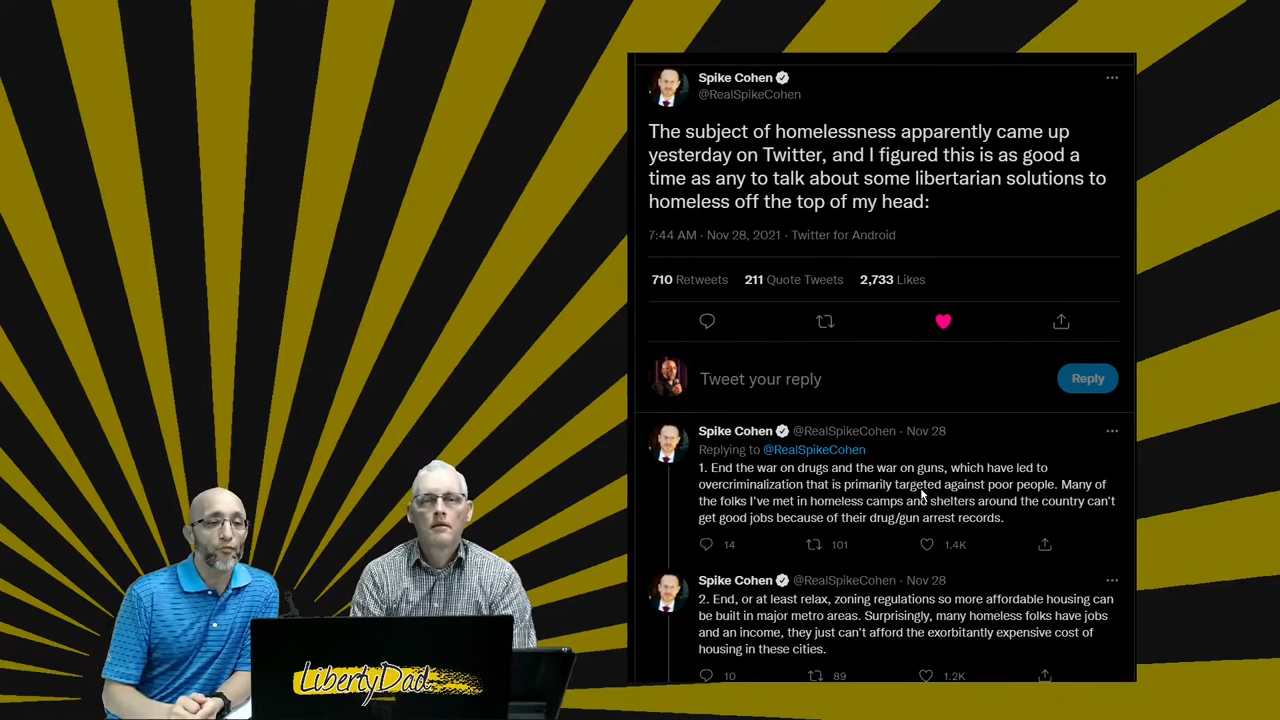 Spike Cohen
@RealSpikeCohen
The subject of homelessness apparently came up
yesterday on Twitter, and I figured this is as good a
time as any to talk about some libertarian solutions to
homeless off the top of my head:
7:44 AM · Nov 28, 2021 · Twitter for Android
710 Retweets 211 Quote Tweets 2,733 Likes
Tweet your reply
Reply
Spike Cohen @RealSpikeCohen · Nov 28
Replying to @RealSpikeCohen
1. End the war on drugs and the war on guns, which have led to
overcriminalization that is primarily targeted against poor people. Many of
the folks I've met in homeless camps and shelters around the country can't
get good jobs because of their drug/gun arrest records.
14 101 1.4K
Spike Cohen @RealSpikeCohen · Nov 28
2. End, or at least relax, zoning regulations so more affordable housing can
be built in major metro areas. Surprisingly, many homeless folks have jobs
and an income, they just can't afford the exorbitantly expensive cost of
housing in these cities.
10 89 1.2K
LibertyDad